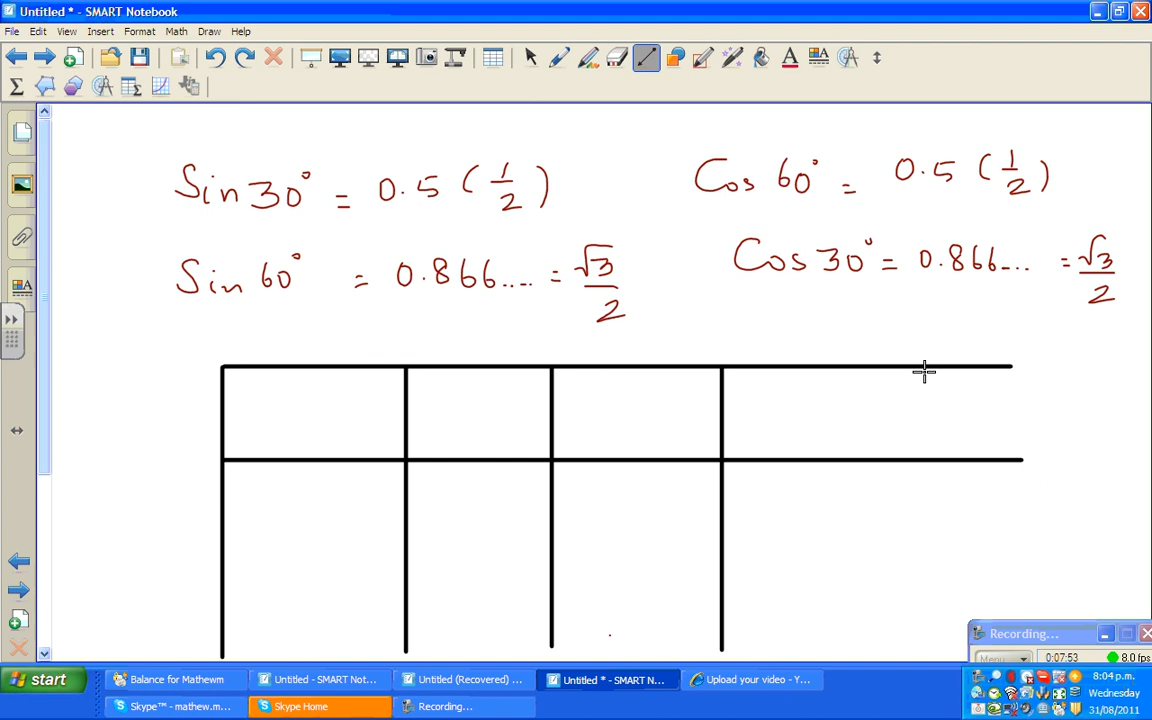 Untitled * - SMART Notebook
File Edit View Insert Format Math Draw Help
Sin 30° = 0.5 (1/2) Cos 60° = 0.5 (1/2)
Sin 60° = 0.866.... = √3/2 Cos 30° = 0.866... = √3/2
Recording...
Menu 0:07:53 8.0 fps
start Balance for Mathewm Untitled - SMART Not... Untitled (Recovered) ... Untitled * - SMART N... Upload your video - Y... 8:04 p.m.
Wednesday
Skype™ - mathew.m... Skype Home Recording... 31/08/2011